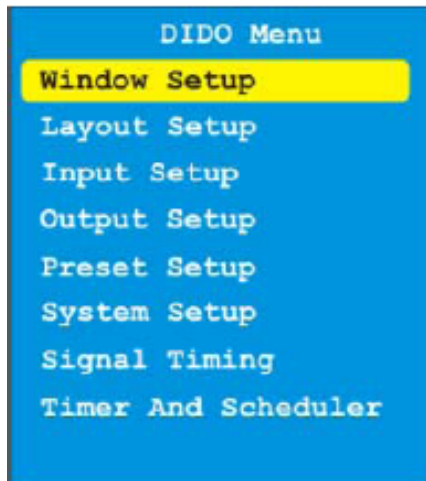 DIDO Menu
Window Setup
Layout Setup
Input Setup
Output Setup
Preset Setup
System Setup
Signal Timing
Timer And Scheduler